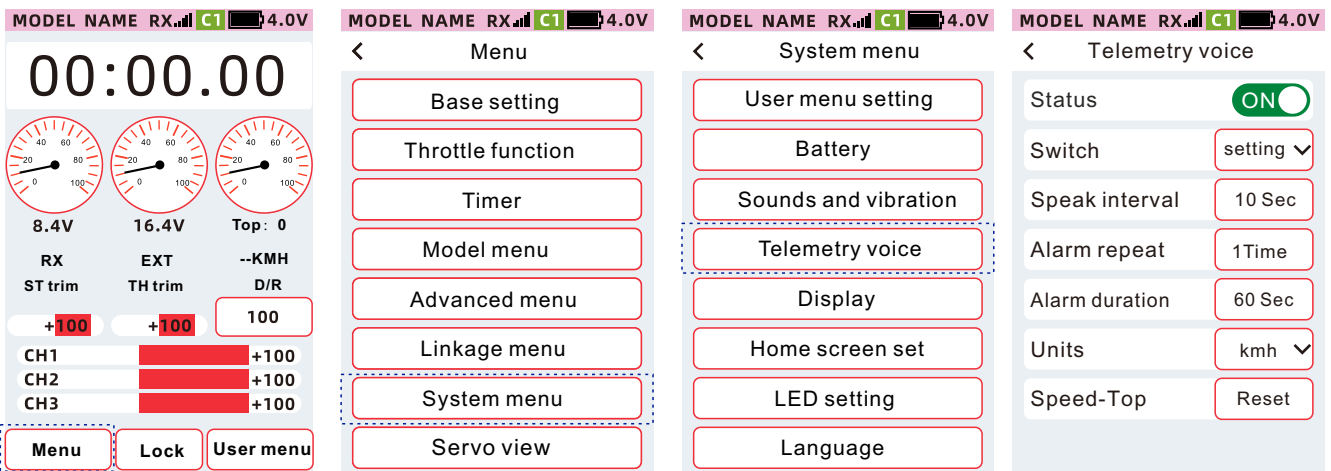 MODEL NAME RX C1 4.0V
00:00.00
40 60
20 80
0 100
40 60
20 80
0 100
40 60
20 80
0 100
8.4V 16.4V Top: 0
RX EXT --KMH
ST trim TH trim D/R
+100 +100 100
CH1 +100
CH2 +100
CH3 +100
Menu Lock User menu
MODEL NAME RX C1 4.0V
Menu
Base setting
Throttle function
Timer
Model menu
Advanced menu
Linkage menu
System menu
Servo view
MODEL NAME RX C1 4.0V
System menu
User menu setting
Battery
Sounds and vibration
Telemetry voice
Display
Home screen set
LED setting
Language
MODEL NAME RX C1 4.0V
Telemetry voice
Status ON
Switch setting
Speak interval 10 Sec
Alarm repeat 1Time
Alarm duration 60 Sec
Units kmh
Speed-Top Reset